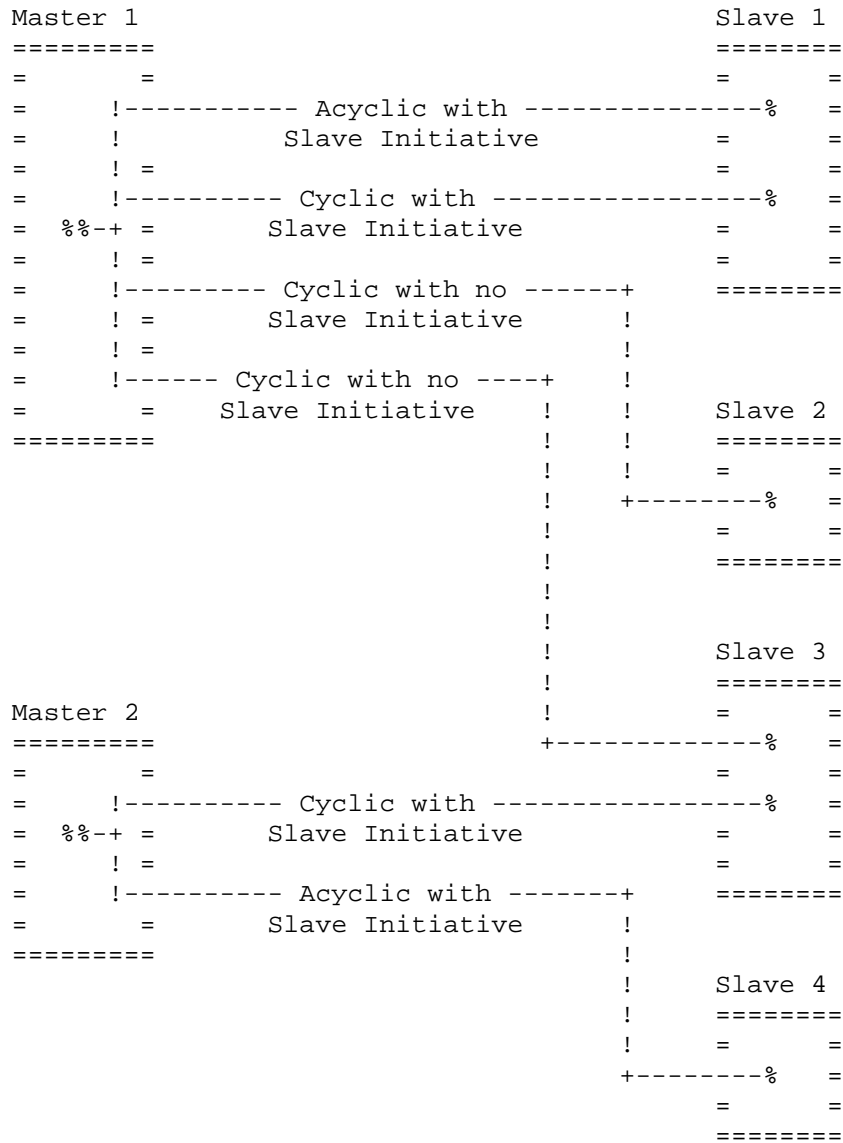 Master 1                                    Slave 1
=========                                   ========
=       =                                   =      =
=     !----------- Acyclic with ---------------%   =
=     !          Slave Initiative           =      =
=     ! =                                   =      =
=     !---------- Cyclic with -----------------%   =
=  %%-+ =       Slave Initiative            =      =
=     ! =                                   =      =
=     !--------- Cyclic with no ------+     ========
=     ! =       Slave Initiative      !
=     ! =                             !
=     !------ Cyclic with no ----+    !
=       =    Slave Initiative    !    !     Slave 2
=========                        !    !     ========
                                 !    !     =      =
                                 !    +--------%   =
                                 !          =      =
                                 !          ========
                                 !
                                 !
                                 !          Slave 3
                                 !          ========
Master 2                         !          =      =
=========                        +-------------%   =
=       =                                   =      =
=     !---------- Cyclic with -----------------%   =
=  %%-+ =       Slave Initiative            =      =
=     ! =                                   =      =
=     !---------- Acyclic with -------+     ========
=       =       Slave Initiative      !
=========                             !
                                      !     Slave 4
                                      !     ========
                                      !     =      =
                                      +--------%   =
                                            =      =
                                            ========